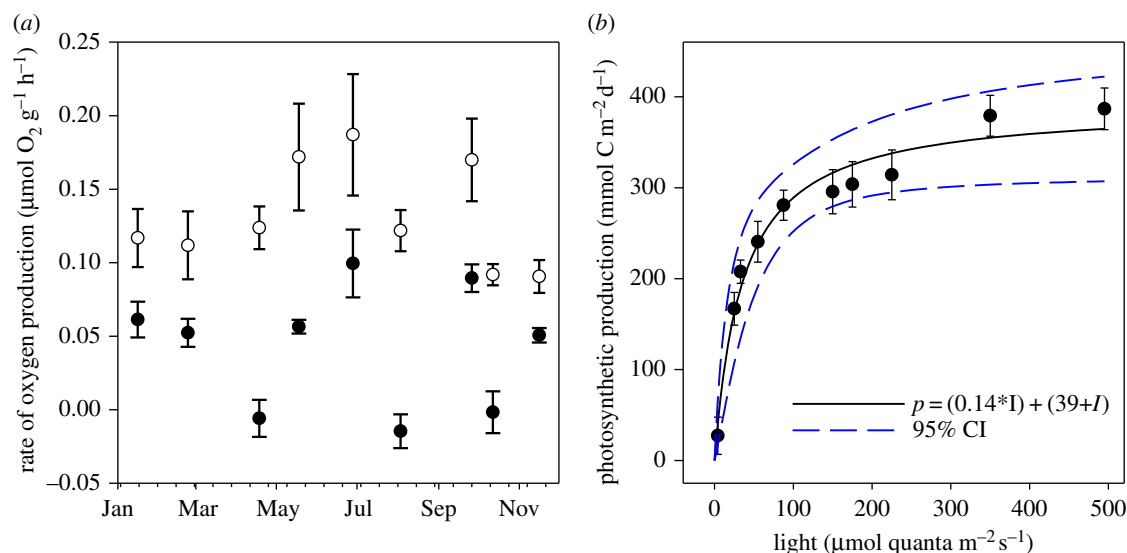 (a)
rate of oxygen production (µmol O₂ g⁻¹ h⁻¹)
0.25
0.20
0.15
0.10
0.05
0.00
–0.05
Jan Mar May Jul Sep Nov
(b)
photosynthetic production (mmol C m⁻² d⁻¹)
400
300
200
100
0
p = (0.14*I) + (39+I)
95% CI
0 100 200 300 400 500
light (µmol quanta m⁻² s⁻¹)